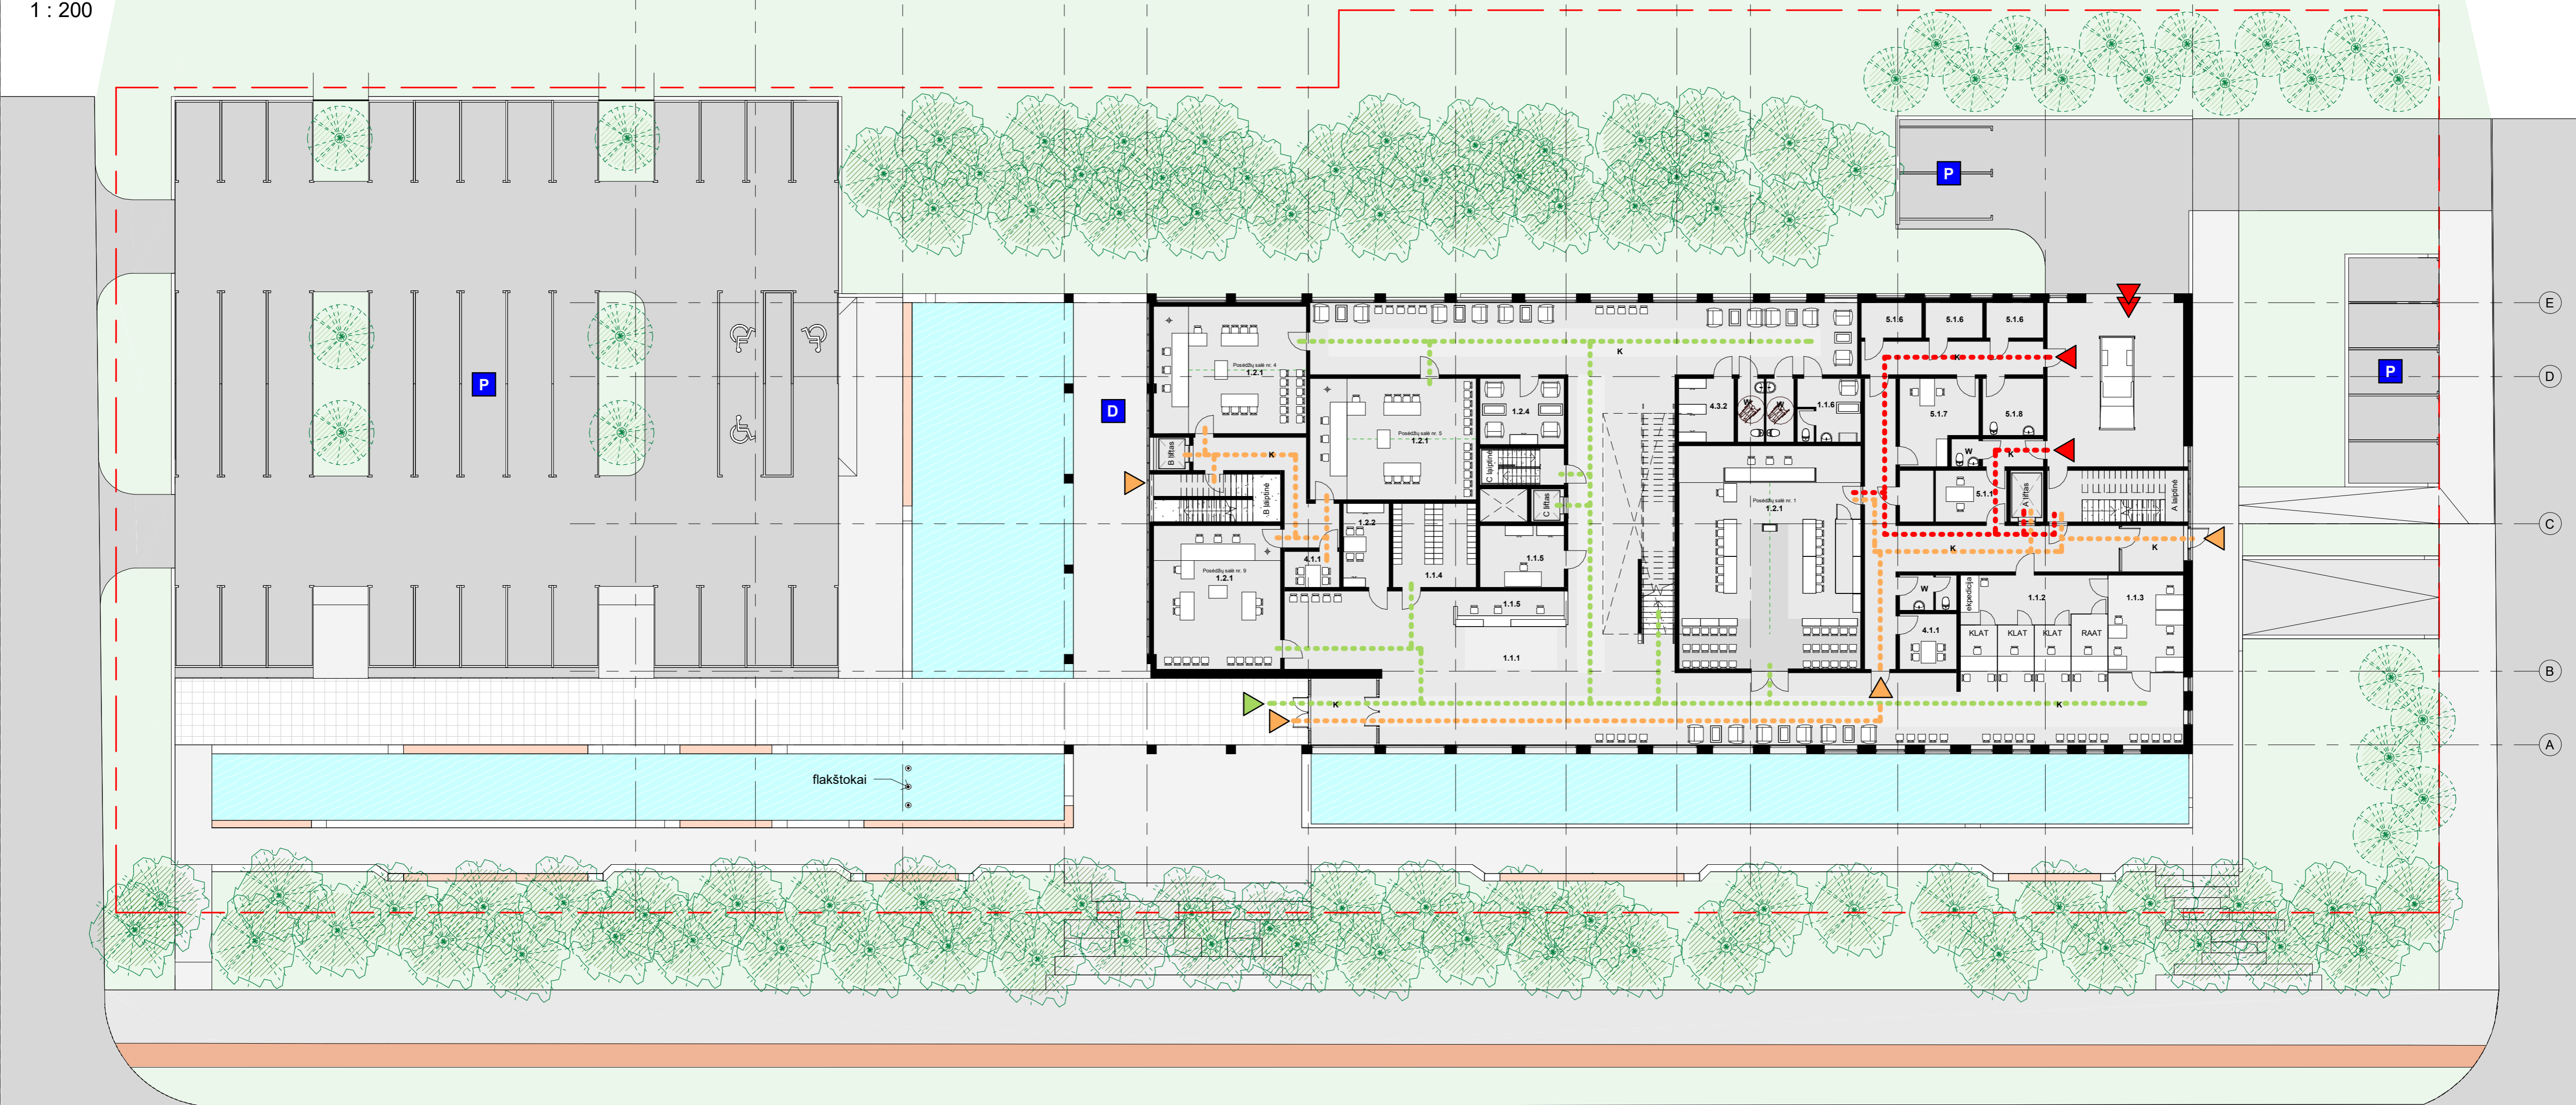 1 : 200
P
P
E
5.1.6
5.1.6
5.1.6
K
K
Posėdžių salė nr. 4
1.2.1
P
D
P
D
4.3.2
W
W
1.1.6
1.2.4
5.1.7
5.1.8
Posėdžių salė nr. 5
1.2.1
B liftas
K
W
K
C laiptinė
B laiptinė
C liftas
5.1.1
A liftas
A laiptinė
Posėdžių salė nr. 1
1.2.1
1.2.2
C
K
K
4.1.1
1.1.5
Posėdžių salė nr. 9
1.2.1
1.1.4
W
ekpedicija
1.1.2
1.1.3
1.1.5
4.1.1
KLAT
KLAT
KLAT
RAAT
1.1.1
B
K
K
A
flakštokai